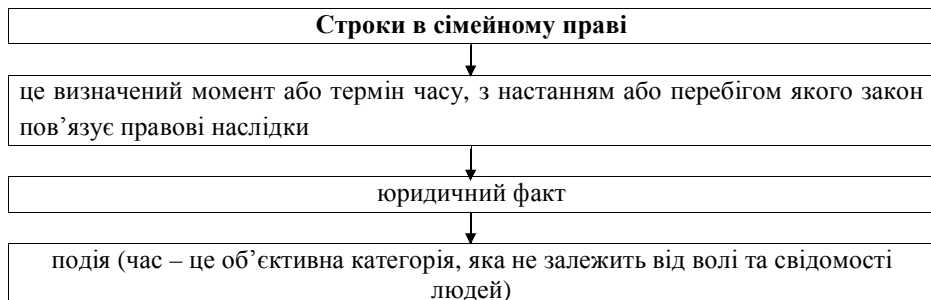 Строки в сімейному праві
це визначений момент або термін часу, з настанням або перебігом якого закон
пов’язує правові наслідки
юридичний факт
подія (час – це об’єктивна категорія, яка не залежить від волі та свідомості
людей)